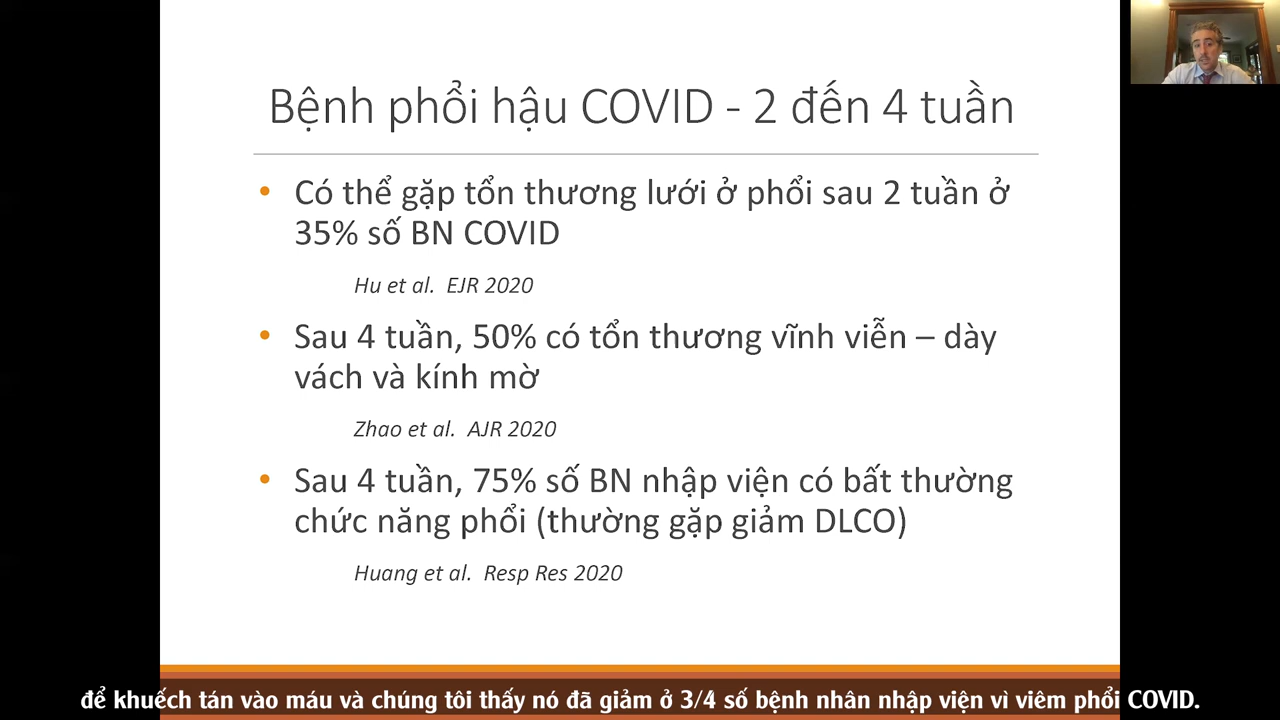 Bệnh phổi hậu COVID - 2 đến 4 tuần
• Có thể gặp tổn thương lưới ở phổi sau 2 tuần ở
35% số BN COVID
Hu et al. EJR 2020
• Sau 4 tuần, 50% có tổn thương vĩnh viễn – dày
vách và kính mờ
Zhao et al. AJR 2020
• Sau 4 tuần, 75% số BN nhập viện có bất thường
chức năng phổi (thường gặp giảm DLCO)
Huang et al. Resp Res 2020
để khuếch tán vào máu và chúng tôi thấy nó đã giảm ở 3/4 số bệnh nhân nhập viện vì viêm phổi COVID.